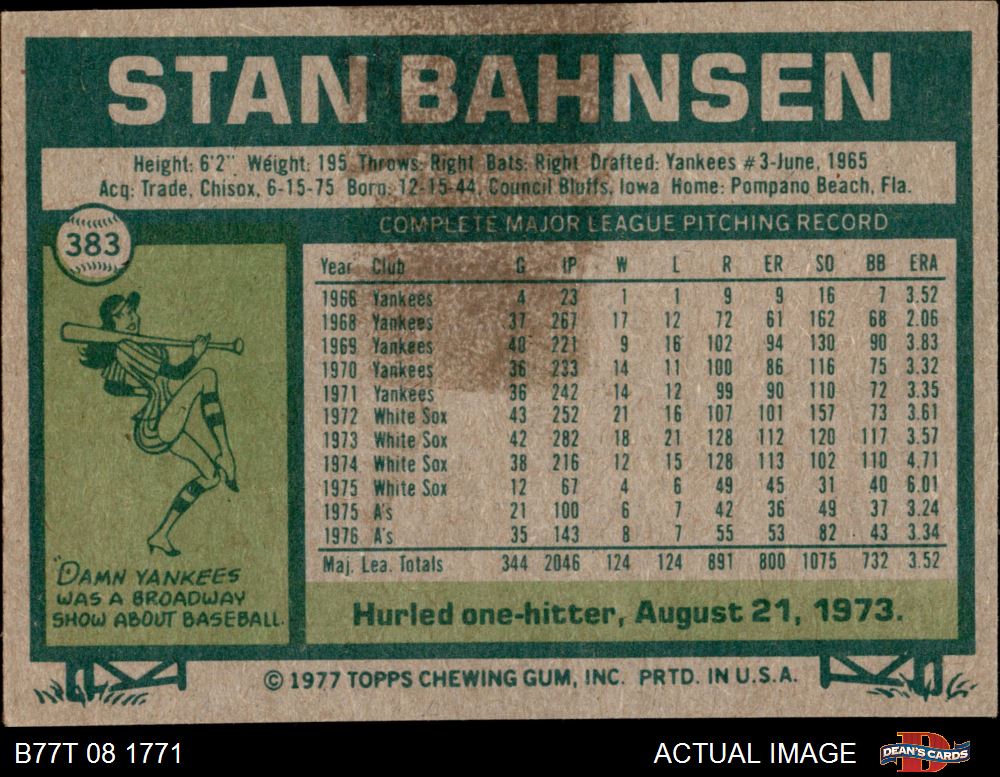 STAN BAHNSEN
Height: 6'2" Weight: 195 Throws: Right Bats: Right Drafted: Yankees #3-June, 1965
Acq: Trade, Chisox, 6-15-75 Born: 12-15-44, Council Bluffs, Iowa Home: Pompano Beach, Fla.
383
COMPLETE MAJOR LEAGUE PITCHING RECORD
Year Club G IP W L R ER SO BB ERA
1966 Yankees 4 23 1 1 9 9 16 7 3.52
1968 Yankees 37 267 17 12 72 61 162 68 2.06
1969 Yankees 40 221 9 16 102 94 130 90 3.83
1970 Yankees 36 233 14 11 100 86 116 75 3.32
1971 Yankees 36 242 14 12 99 90 110 72 3.35
1972 White Sox 43 252 21 16 107 101 157 73 3.61
1973 White Sox 42 282 18 21 128 112 120 117 3.57
1974 White Sox 38 216 12 15 128 113 102 110 4.71
1975 White Sox 12 67 4 6 49 45 31 40 6.01
1975 A's 21 100 6 7 42 36 49 37 3.24
1976 A's 35 143 8 7 55 53 82 43 3.34
Maj. Lea. Totals 344 2046 124 124 891 800 1075 732 3.52
"DAMN YANKEES
WAS A BROADWAY
SHOW ABOUT BASEBALL.
Hurled one-hitter, August 21, 1973.
© 1977 TOPPS CHEWING GUM, INC. PRTD. IN U.S.A.
B77T 08 1771
ACTUAL IMAGE
D
DEAN'S CARDS